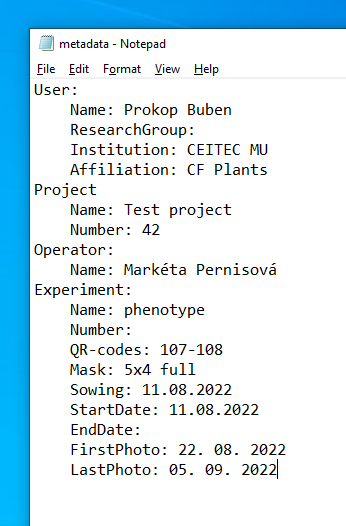 metadata - Notepad
File Edit Format View Help
User:
    Name: Prokop Buben
    ResearchGroup:
    Institution: CEITEC MU
    Affiliation: CF Plants
Project
    Name: Test project
    Number: 42
Operator:
    Name: Markéta Pernisová
Experiment:
    Name: phenotype
    Number:
    QR-codes: 107-108
    Mask: 5x4 full
    Sowing: 11.08.2022
    StartDate: 11.08.2022
    EndDate:
    FirstPhoto: 22. 08. 2022
    LastPhoto: 05. 09. 2022